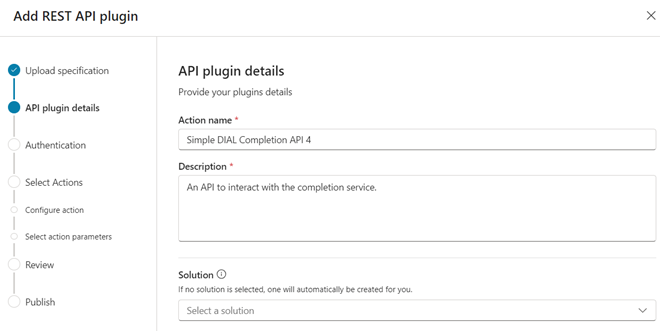 Add REST API plugin
Upload specification
API plugin details
Authentication
Select Actions
Configure action
Select action parameters
Review
Publish
API plugin details
Provide your plugins details
Action name *
Simple DIAL Completion API 4
Description *
An API to interact with the completion service.
Solution
If no solution is selected, one will automatically be created for you.
Select a solution